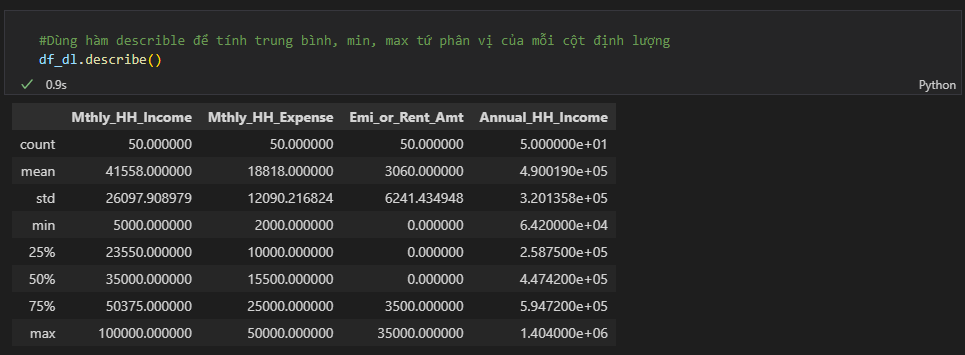 #Dùng hàm describle để tính trung bình, min, max tứ phân vị của mỗi cột định lượng
df_dl.describe()
0.9s Python
Mthly_HH_Income Mthly_HH_Expense Emi_or_Rent_Amt Annual_HH_Income
count 50.000000 50.000000 50.000000 5.000000e+01
mean 41558.000000 18818.000000 3060.000000 4.900190e+05
std 26097.908979 12090.216824 6241.434948 3.201358e+05
min 5000.000000 2000.000000 0.000000 6.420000e+04
25% 23550.000000 10000.000000 0.000000 2.587500e+05
50% 35000.000000 15500.000000 0.000000 4.474200e+05
75% 50375.000000 25000.000000 3500.000000 5.947200e+05
max 100000.000000 50000.000000 35000.000000 1.404000e+06